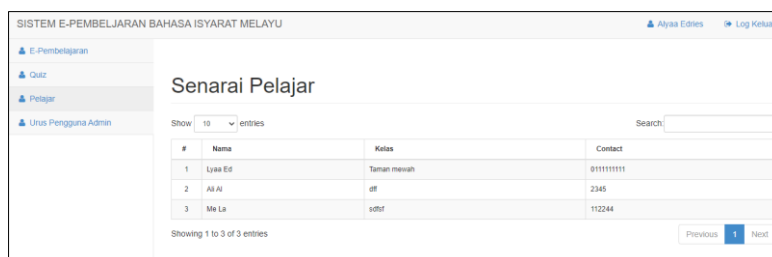 SISTEM E-PEMBELJARAN BAHASA ISYARAT MELAYU Alyaa Edries Log Kelua
E-Pembelajaran
Quiz
Pelajar
Urus Pengguna Admin
Senarai Pelajar
Show 10 entries Search:
# Nama Kelas Contact
1 Lyaa Ed Taman mewah 0111111111
2 Ali Al dff 2345
3 Me La sdfsf 112244
Showing 1 to 3 of 3 entries Previous 1 Next